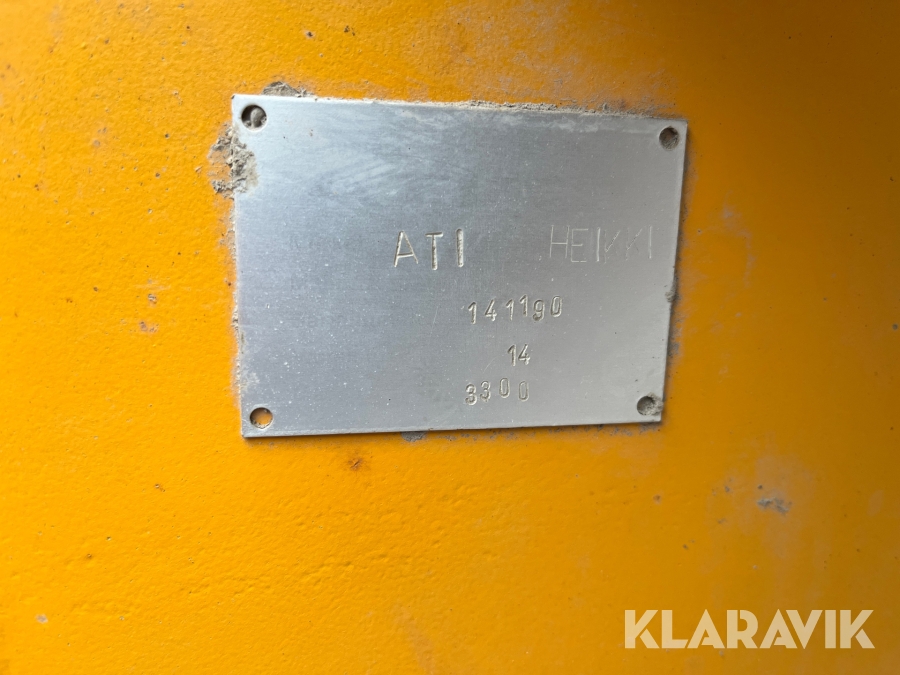 ATI HEIKKI
141190
14
3300
KLARAVIK